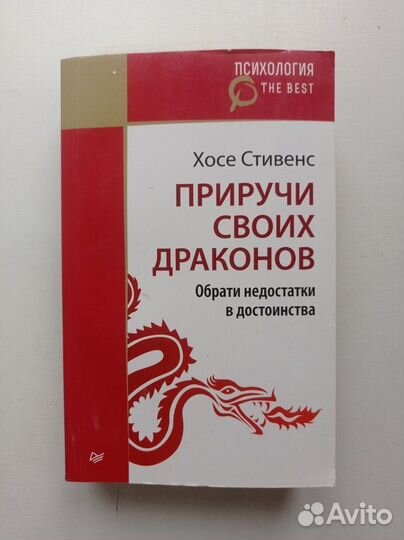 ПСИХОЛОГИЯ
THE BEST
Хосе Стивенс
ПРИРУЧИ
СВОИХ
ДРАКОНОВ
Обрати недостатки
в достоинства
Avito